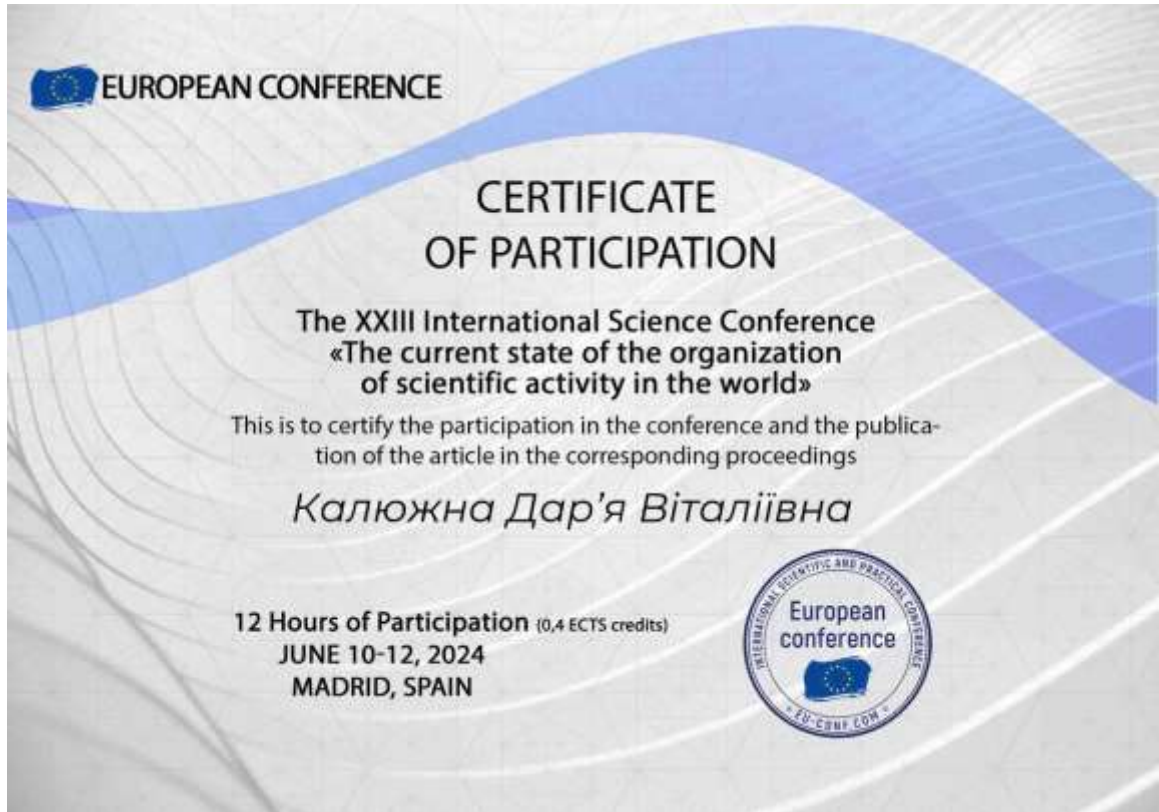 EUROPEAN CONFERENCE
CERTIFICATE
OF PARTICIPATION
The XXIII International Science Conference
«The current state of the organization
of scientific activity in the world»
This is to certify the participation in the conference and the publica-
tion of the article in the corresponding proceedings
Калюжна Дар’я Віталіївна
12 Hours of Participation (0,4 ECTS credits)
JUNE 10-12, 2024
MADRID, SPAIN
INTERNATIONAL SCIENTIFIC AND PRACTICAL CONFERENCE
European
conference
• EU-CONF.COM •